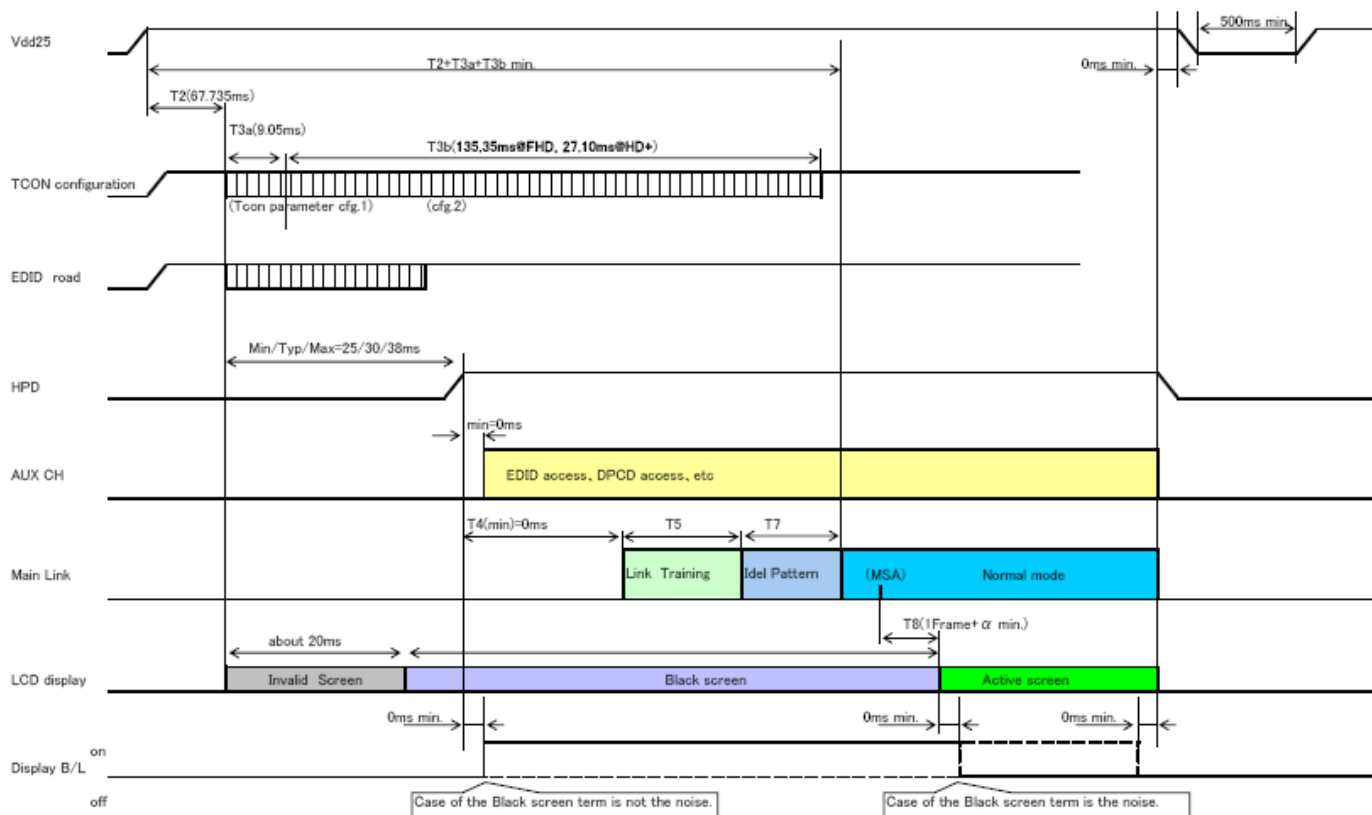 500ms min.
Vdd25
T2+T3a+T3b min.
0ms min.
T2(67.735ms)
T3a(9.05ms)
T3b(135,35ms@FHD, 27,10ms@HD+)
TCON configuration
(Tcon parameter cfg.1)
(cfg.2)
EDID road
Min/Typ/Max=25/30/38ms
HPD
min=0ms
AUX CH
EDID access、DPCD access、etc
T4(min)=0ms
T5
T7
Main Link
Link Training
Idel Pattern
(MSA)
Normal mode
T8(1Frame+α min.)
about 20ms
LCD display
Invalid Screen
Black screen
Active screen
0ms min.
0ms min.
0ms min.
on
Display B/L
off
Case of the Black screen term is not the noise.
Case of the Black screen term is the noise.